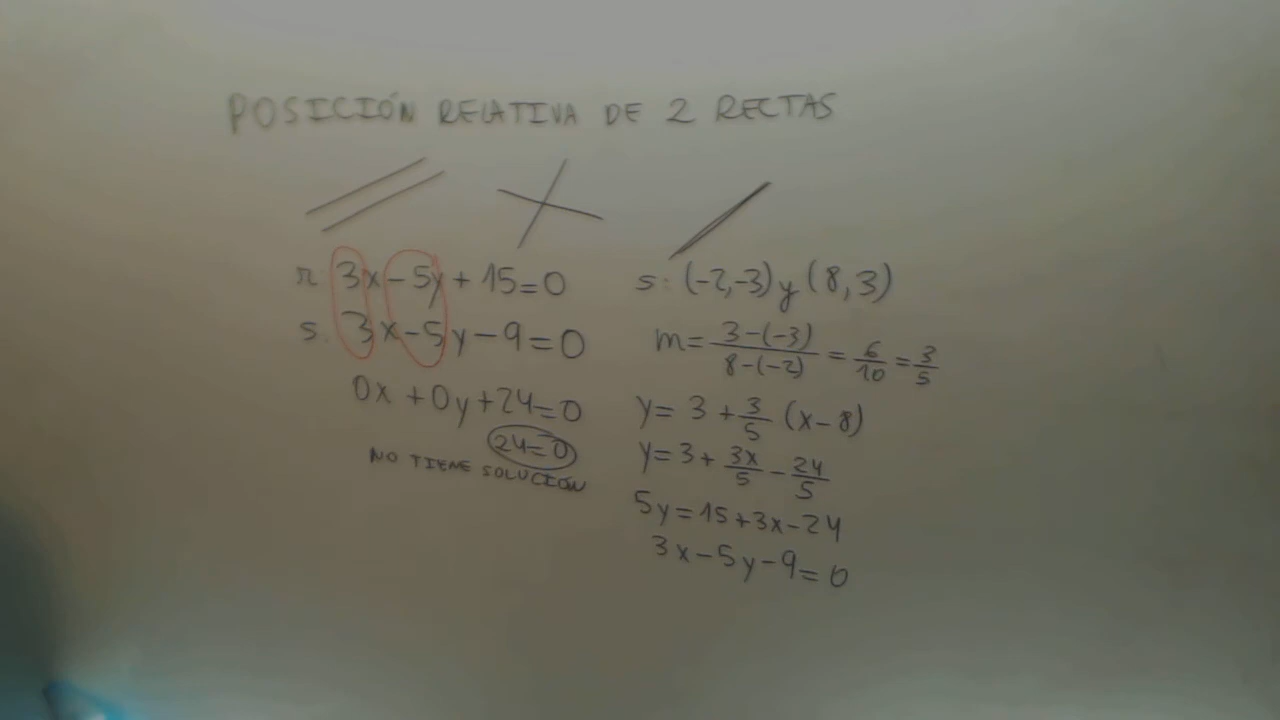 POSICIÓN RELATIVA DE 2 RECTAS
r: 3x - 5y + 15 = 0
s: 3x - 5y - 9 = 0
0x + 0y + 24 = 0
24 = 0
NO TIENE SOLUCIÓN
s: (-2,-3) y (8,3)
m = 3-(-3)/8-(-2) = 6/10 = 3/5
y = 3 + 3/5 (x - 8)
y = 3 + 3x/5 - 24/5
5y = 15 + 3x - 24
3x - 5y - 9 = 0